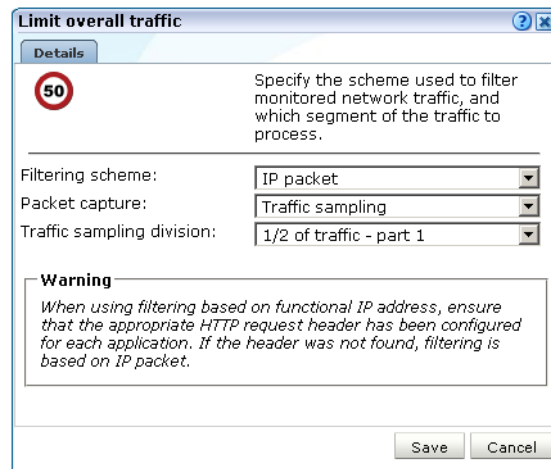 Limit overall traffic
Details
50
Specify the scheme used to filter
monitored network traffic, and
which segment of the traffic to
process.
Filtering scheme: IP packet
Packet capture: Traffic sampling
Traffic sampling division: 1/2 of traffic - part 1
Warning
When using filtering based on functional IP address, ensure
that the appropriate HTTP request header has been configured
for each application. If the header was not found, filtering is
based on IP packet.
Save Cancel